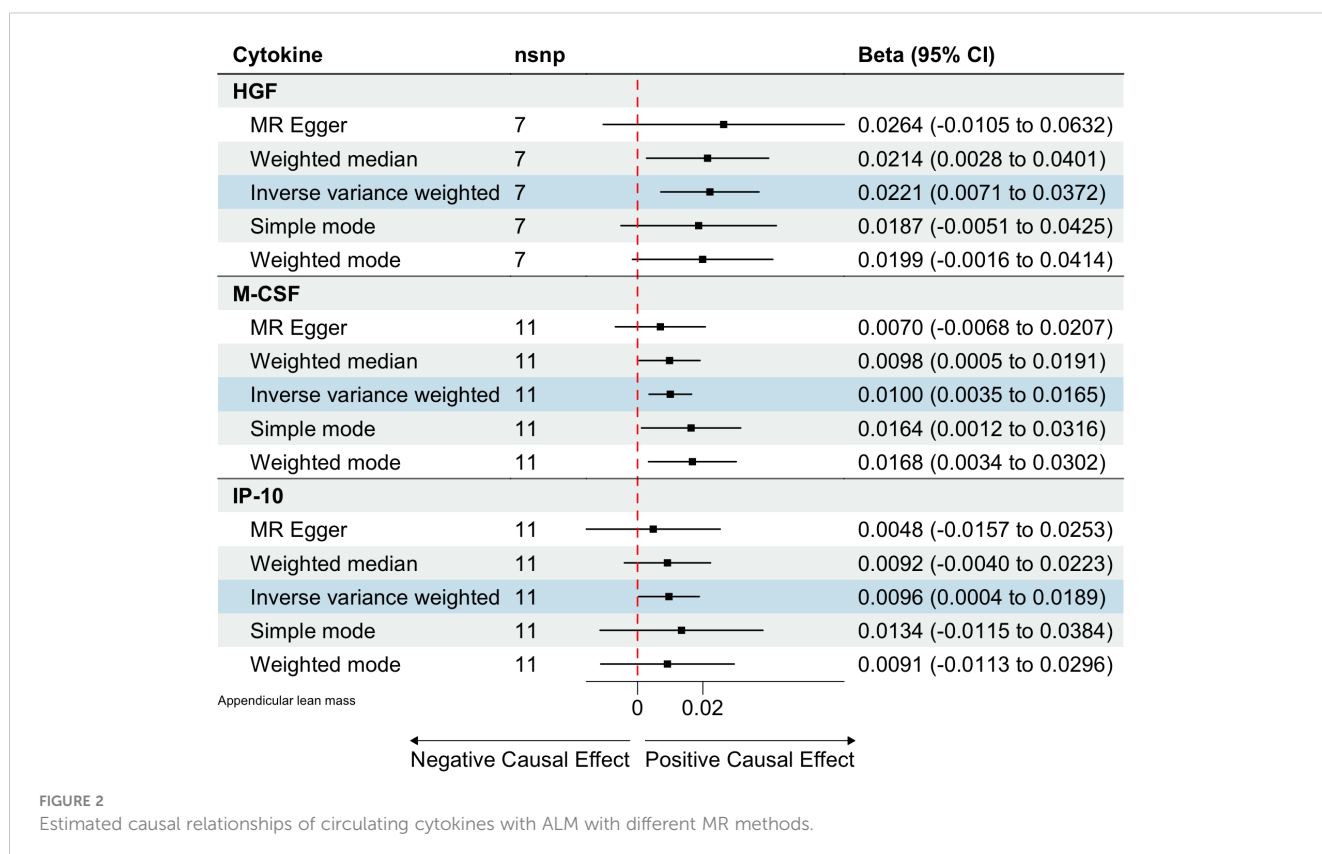 Cytokine nsnp Beta (95% CI)
HGF
MR Egger 7 0.0264 (-0.0105 to 0.0632)
Weighted median 7 0.0214 (0.0028 to 0.0401)
Inverse variance weighted 7 0.0221 (0.0071 to 0.0372)
Simple mode 7 0.0187 (-0.0051 to 0.0425)
Weighted mode 7 0.0199 (-0.0016 to 0.0414)
M-CSF
MR Egger 11 0.0070 (-0.0068 to 0.0207)
Weighted median 11 0.0098 (0.0005 to 0.0191)
Inverse variance weighted 11 0.0100 (0.0035 to 0.0165)
Simple mode 11 0.0164 (0.0012 to 0.0316)
Weighted mode 11 0.0168 (0.0034 to 0.0302)
IP-10
MR Egger 11 0.0048 (-0.0157 to 0.0253)
Weighted median 11 0.0092 (-0.0040 to 0.0223)
Inverse variance weighted 11 0.0096 (0.0004 to 0.0189)
Simple mode 11 0.0134 (-0.0115 to 0.0384)
Weighted mode 11 0.0091 (-0.0113 to 0.0296)
Appendicular lean mass
0 0.02
Negative Causal Effect Positive Causal Effect
FIGURE 2
Estimated causal relationships of circulating cytokines with ALM with different MR methods.